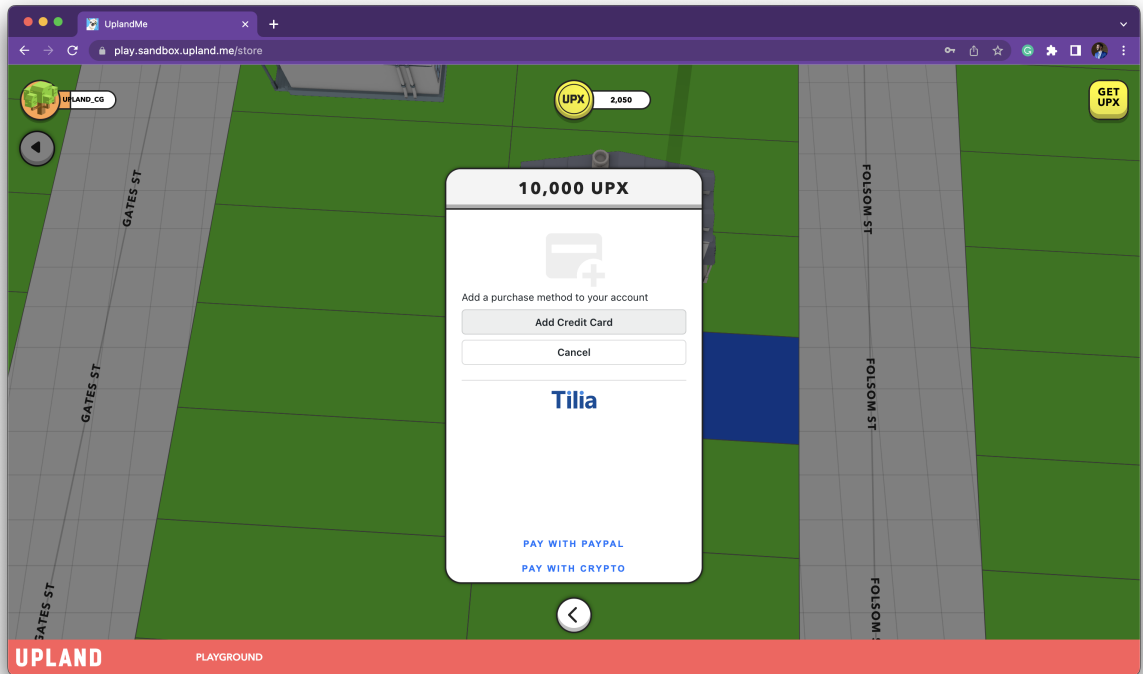 UplandMe
play.sandbox.upland.me/store
UPLAND_CG
UPX
2,050
GET
UPX
GATES ST
FOLSOM ST
10,000 UPX
Add a purchase method to your account
Add Credit Card
Cancel
GATES ST
FOLSOM ST
Tilia
PAY WITH PAYPAL
PAY WITH CRYPTO
GATES ST
FOLSOM S
UPLAND
PLAYGROUND